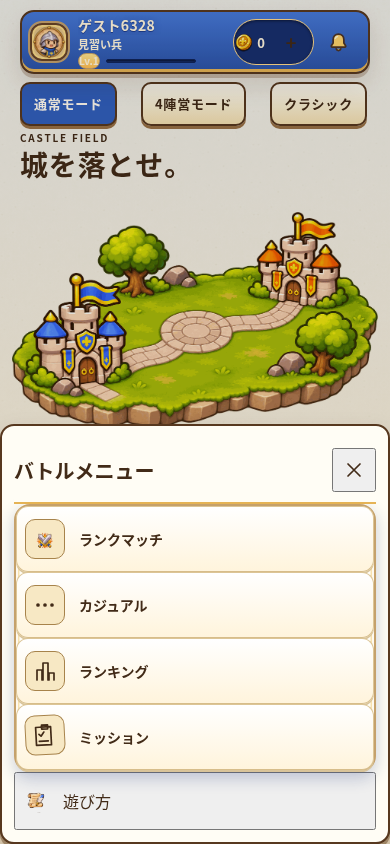 ゲスト6328
見習い兵
Lv.1
0
通常モード
4陣営モード
クラシック
CASTLE FIELD
城を落とせ。
バトルメニュー
ランクマッチ
カジュアル
ランキング
ミッション
遊び方